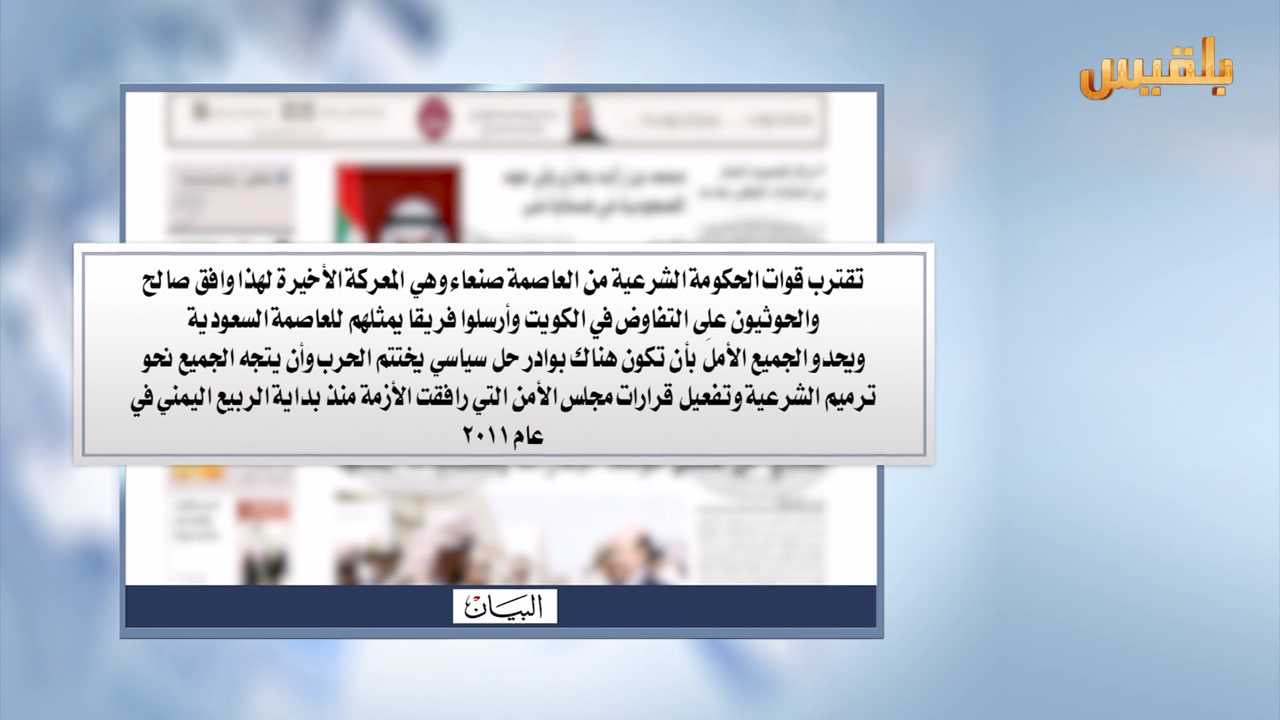 بلقيس
تقترب قوات الحكومة الشرعية من العاصمة صنعاء وهي المعركة الأخيرة لهذا وافق صالح
والحوثيون علىِ التفاوض في الكويت وأرسلوا فريقا يمثلهم للعاصمة السعودية
ويحدو الجميع الأملَ بأن تكون هناك بوادر حل سياسي يختتم الحرب وأن يتجه الجميع نحو
ترميم الشرعية وتفعيل قرارات مجلس الأمن التي رافقت الأزمة منذ بداية الربيع اليمني في
عام ٢٠١١
البيان